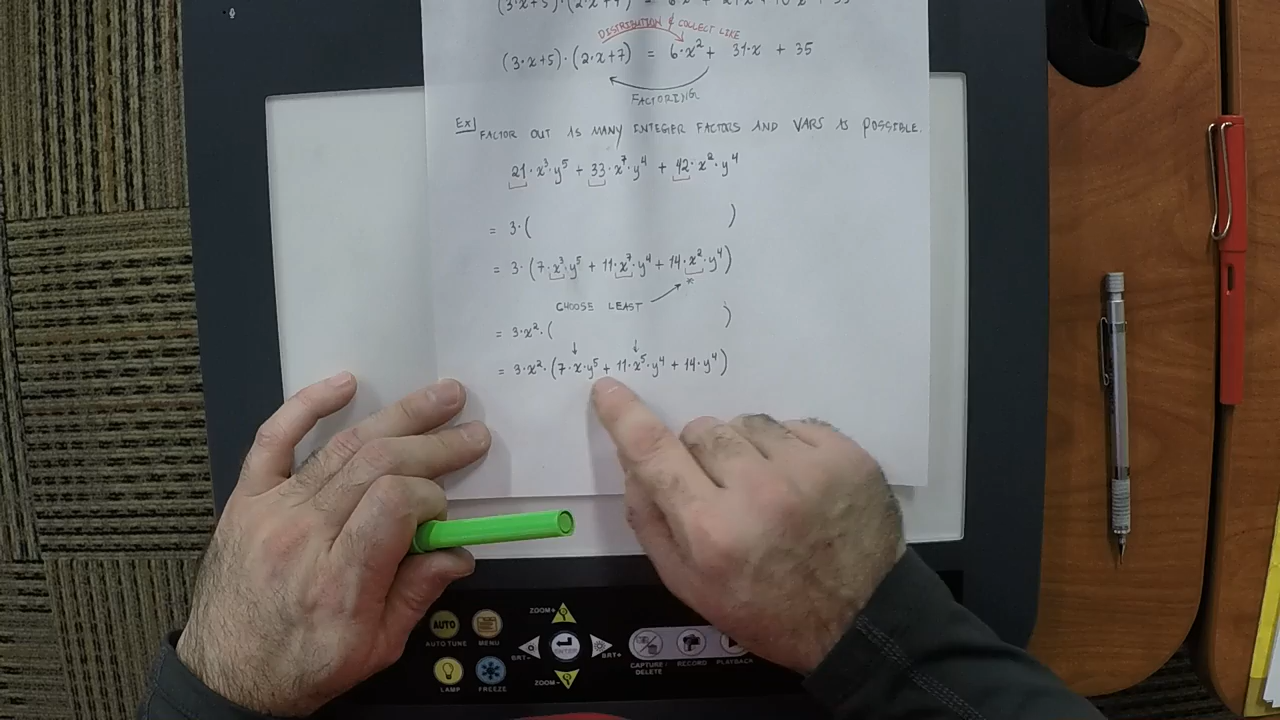 DISTRIBUTION & COLLECT LIKE
(3·x+5)·(2·x+7) = 6·x²+ 31·x + 35
FACTORING
Ex] FACTOR OUT AS MANY INTEGER FACTORS AND VARS AS POSSIBLE.
21·x³·y⁵ + 33·x⁷·y⁴ + 42·x²·y⁴
= 3·( )
= 3·(7·x³·y⁵ + 11·x⁷·y⁴ + 14·x²·y⁴)
CHOOSE LEAST *
= 3·x²·( )
= 3·x²·(7·x·y⁵ + 11·x⁵·y⁴ + 14·y⁴)
ZOOM+
AUTO
AUTO TUNE
MENU
ENTER
BRT-
BRT+
CAPTURE/
DELETE
RECORD
PLAYBACK
LAMP
FREEZE
ZOOM-